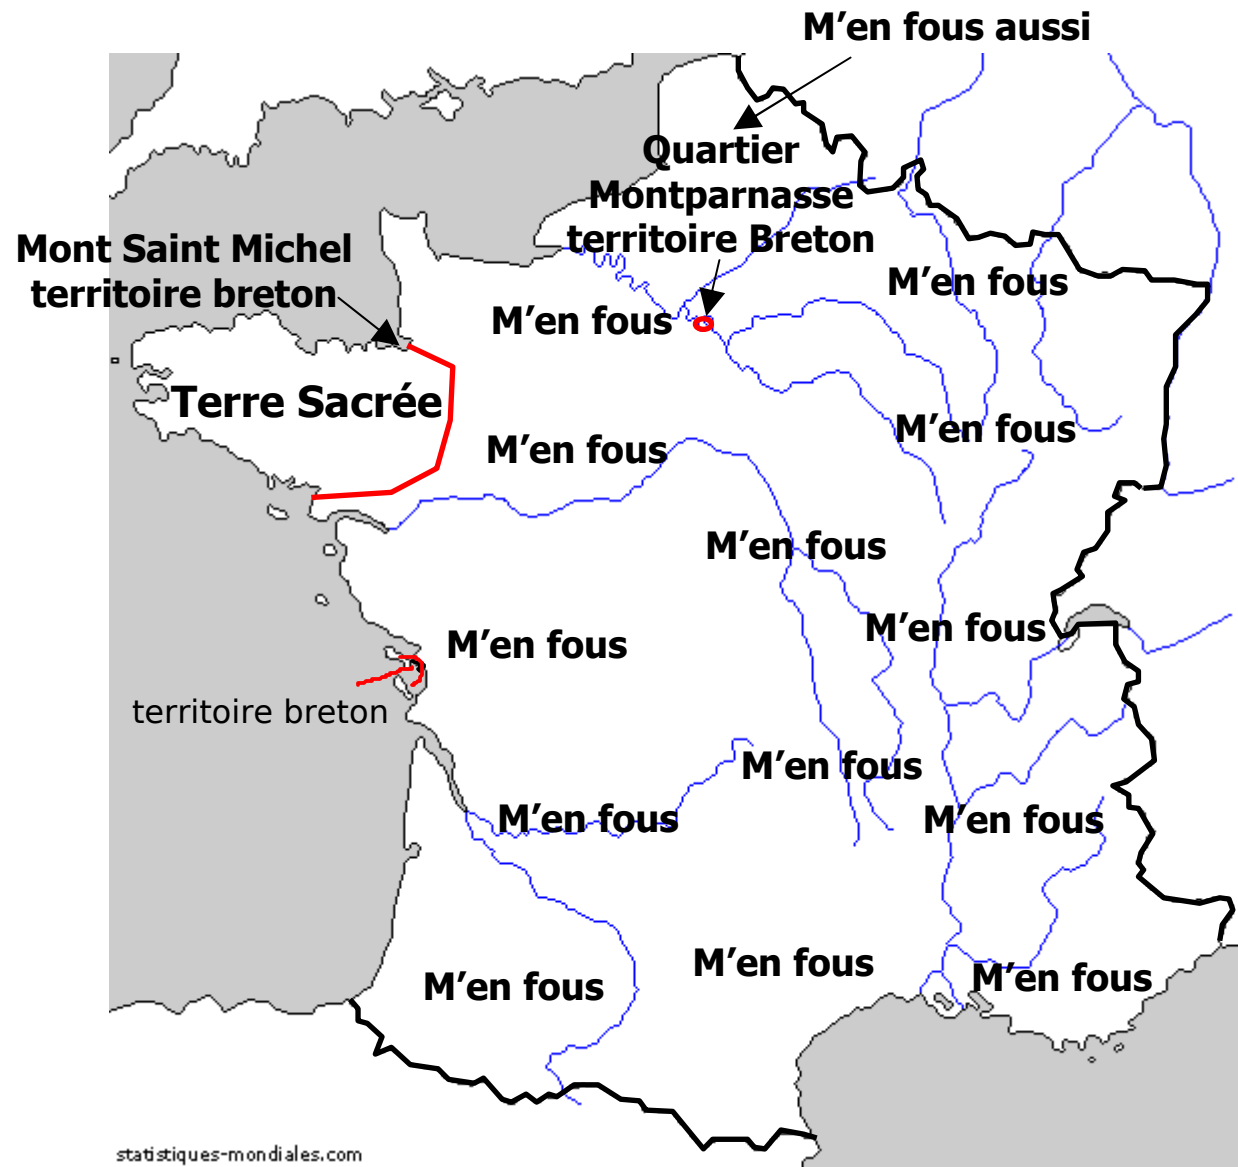 M'en fous aussi
Quartier
Montparnasse
territoire Breton
Mont Saint Michel
territoire breton
M'en fous
M'en fous
Terre Sacrée
M'en fous
M'en fous
M'en fous
M'en fous
M'en fous
territoire breton
M'en fous
M'en fous
M'en fous
M'en fous
M'en fous
M'en fous
statistiques-mondiales.com